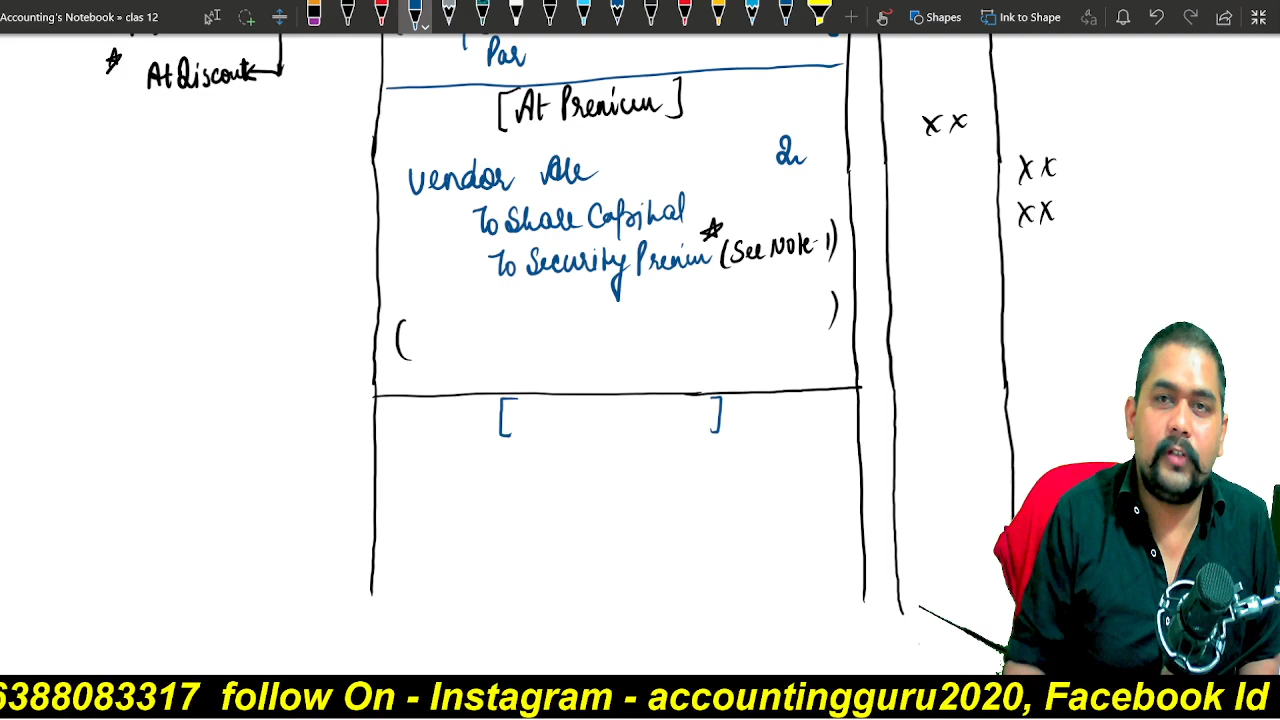 Accounting's Notebook » clas 12
Shapes
Ink to Shape
At Discount
Par
[At Premium]
Vendor A/c Dr
To Share Capital
To Security Premium (See Note-1)
( )
[ ]
xx
xx
xx
6388083317 follow On - Instagram - accountingguru2020, Facebook Id